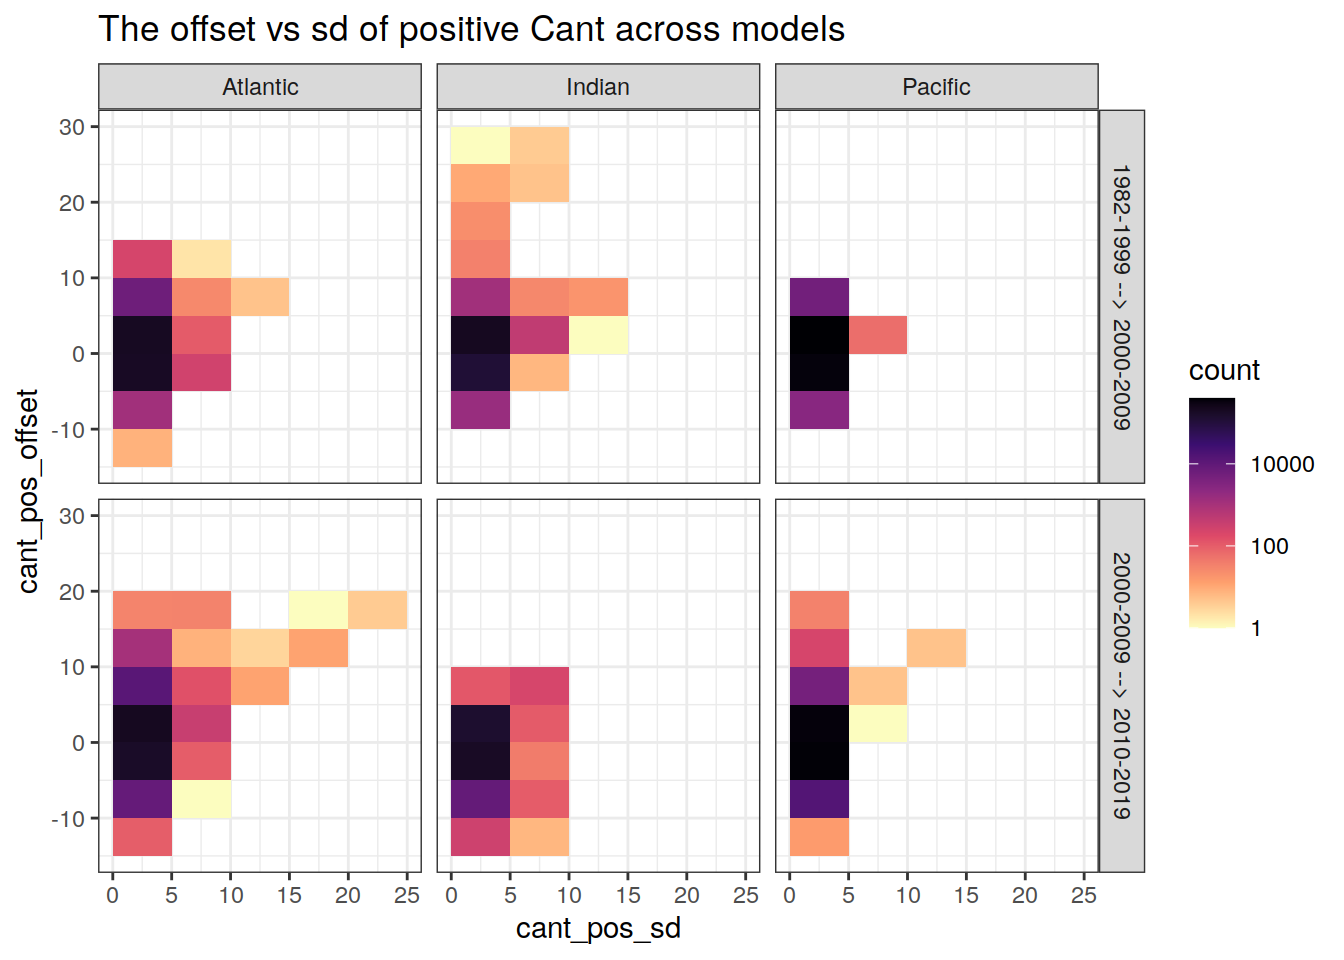 The offset vs sd of positive Cant across models
Atlantic
Indian
Pacific
30
20
10
0
-10
1982-1999 --> 2000-2009
30
20
10
0
-10
2000-2009 --> 2010-2019
0 5 10 15 20 25
0 5 10 15 20 25
0 5 10 15 20 25
cant_pos_sd
cant_pos_offset
count
10000
100
1